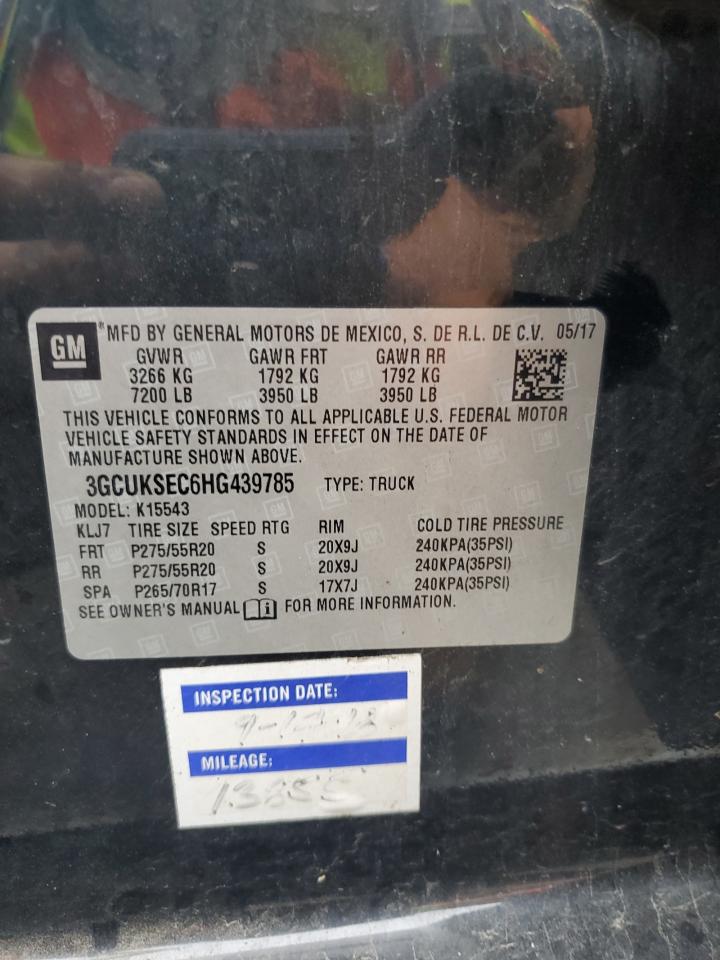 GM
®MFD BY GENERAL MOTORS DE MEXICO, S. DE R.L. DE C.V. 05/17
GVWR GAWR FRT GAWR RR
3266 KG 1792 KG 1792 KG
7200 LB 3950 LB 3950 LB
THIS VEHICLE CONFORMS TO ALL APPLICABLE U.S. FEDERAL MOTOR
VEHICLE SAFETY STANDARDS IN EFFECT ON THE DATE OF
MANUFACTURE SHOWN ABOVE.
3GCUKSEC6HG439785 TYPE: TRUCK
MODEL: K15543
KLJ7 TIRE SIZE SPEED RTG RIM COLD TIRE PRESSURE
FRT P275/55R20 S 20X9J 240KPA(35PSI)
RR P275/55R20 S 20X9J 240KPA(35PSI)
SPA P265/70R17 S 17X7J 240KPA(35PSI)
SEE OWNER'S MANUAL FOR MORE INFORMATION.
INSPECTION DATE:
MILEAGE: